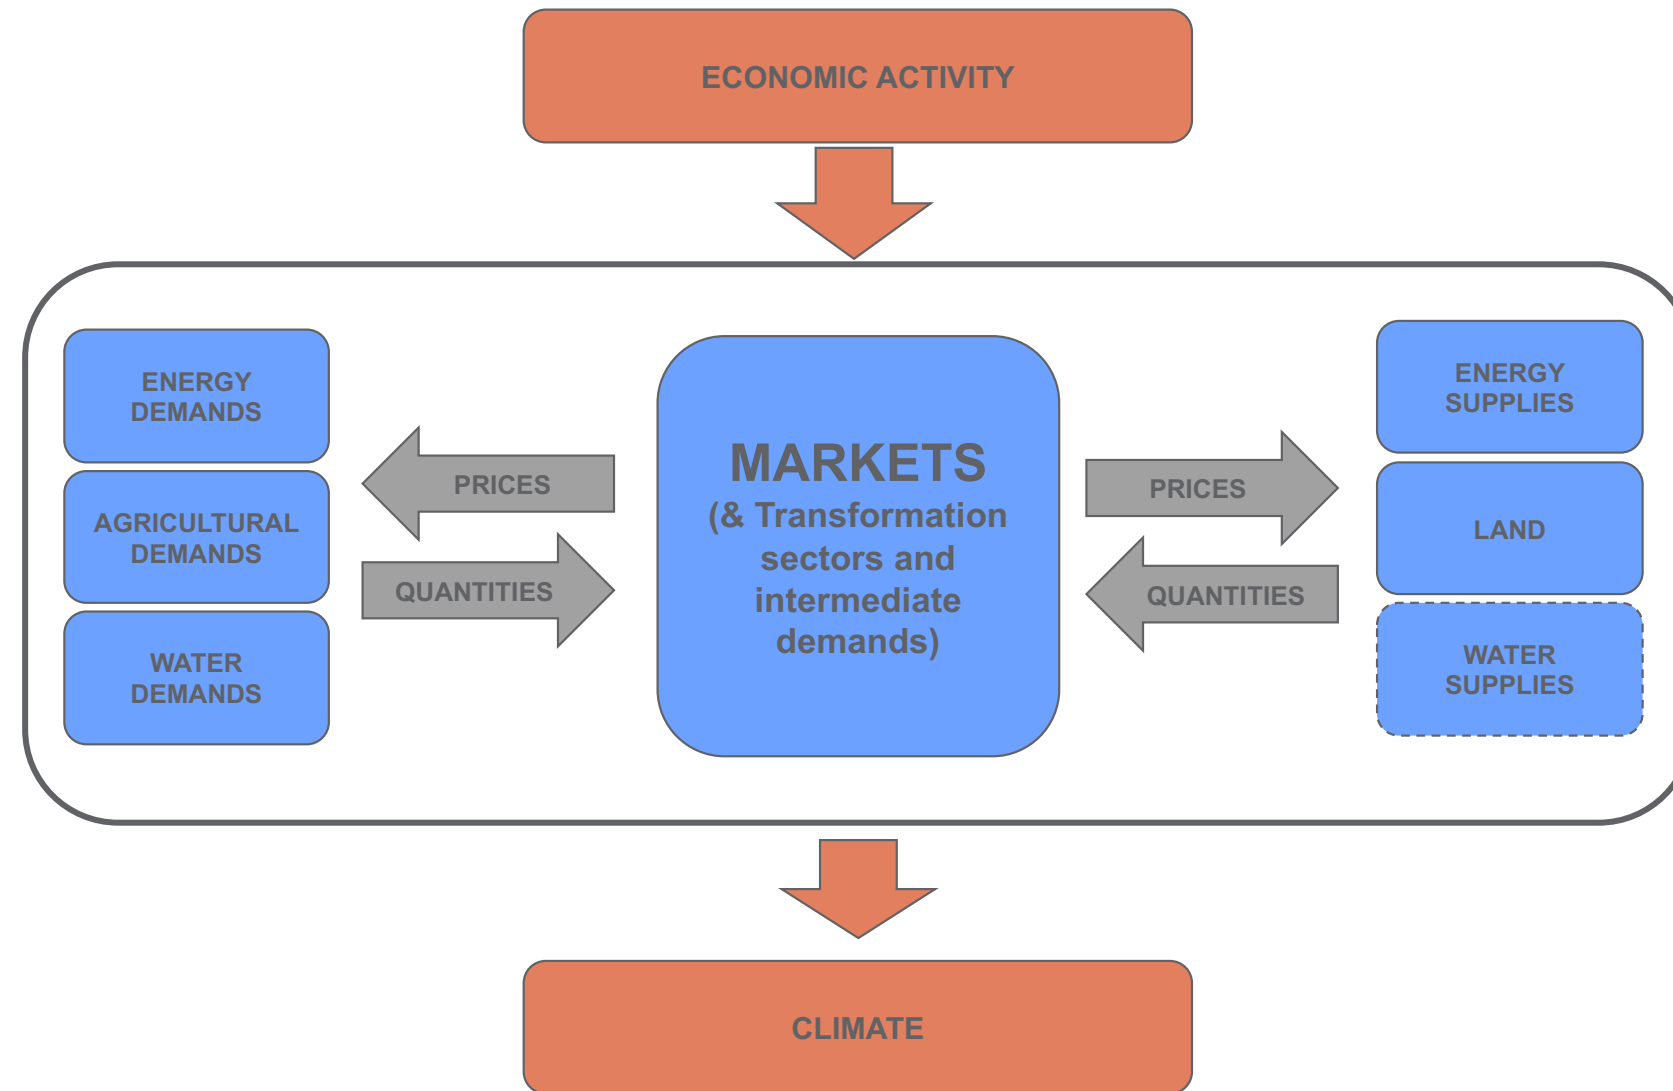 ECONOMIC ACTIVITY
ENERGY
DEMANDS
AGRICULTURAL
DEMANDS
WATER
DEMANDS
PRICES
QUANTITIES
MARKETS
(& Transformation
sectors and
intermediate
demands)
PRICES
QUANTITIES
ENERGY
SUPPLIES
LAND
WATER
SUPPLIES
CLIMATE